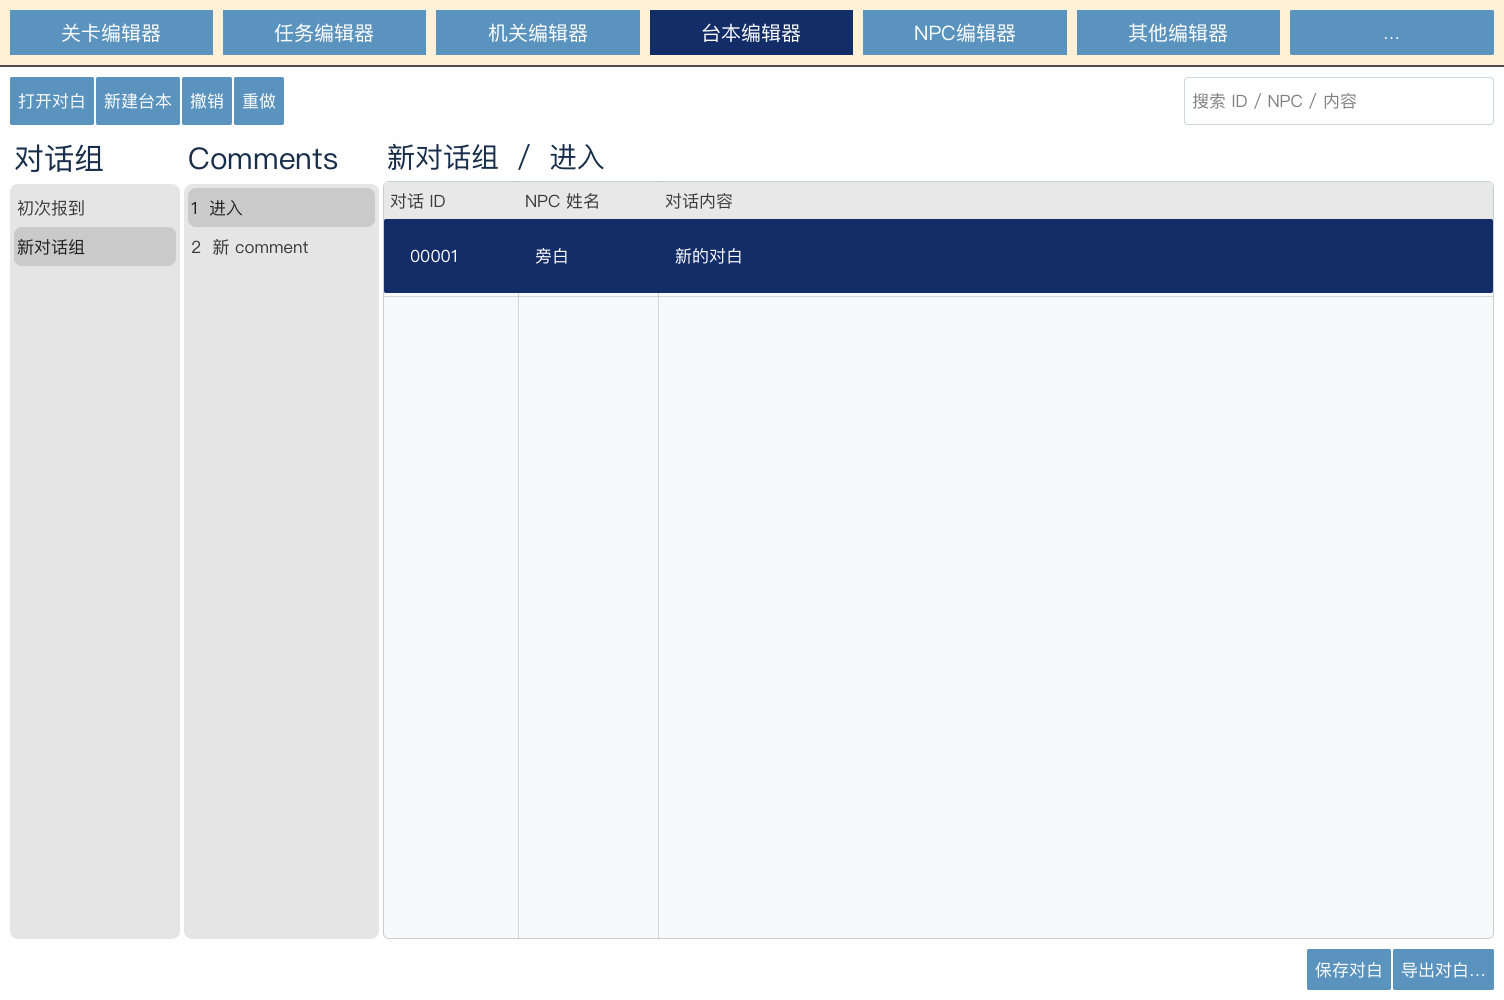 关卡编辑器 任务编辑器 机关编辑器 台本编辑器 NPC编辑器 其他编辑器 ...
打开对白 新建台本 撤销 重做 搜索 ID / NPC / 内容
对话组 Comments 新对话组 / 进入
初次报到
新对话组
1 进入
2 新 comment
对话 ID NPC 姓名 对话内容
00001 旁白 新的对白
保存对白 导出对白...